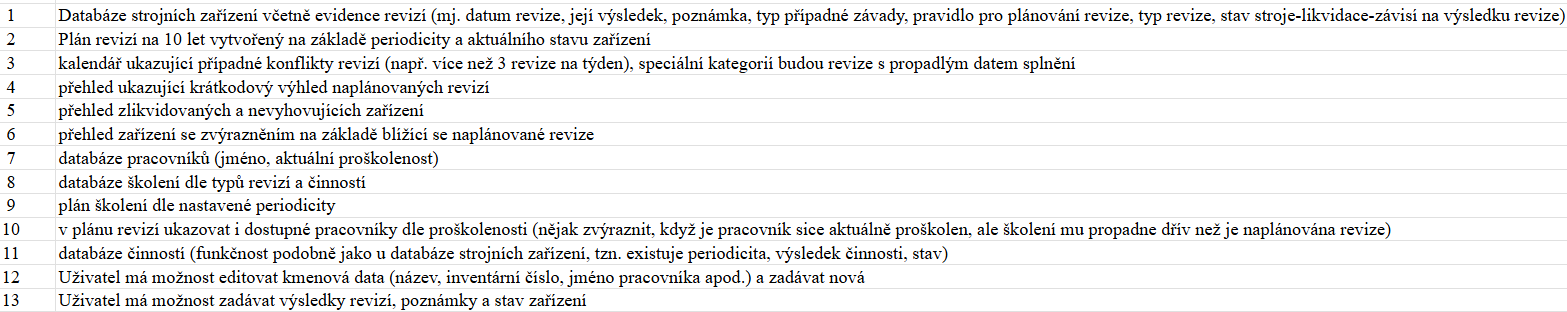 1 Databáze strojních zařízení včetně evidence revizí (mj. datum revize, její výsledek, poznámka, typ případné závady, pravidlo pro plánování revize, typ revize, stav stroje-likvidace-závisí na výsledku revize)
2 Plán revizí na 10 let vytvořený na základě periodicity a aktuálního stavu zařízení
3 kalendář ukazující případné konflikty revizí (např. více než 3 revize na týden), speciální kategorií budou revize s propadlým datem splnění
4 přehled ukazující krátkodový výhled naplánovaných revizí
5 přehled zlikvidovaných a nevyhovujících zařízení
6 přehled zařízení se zvýrazněním na základě blížící se naplánované revize
7 databáze pracovníků (jméno, aktuální proškolenost)
8 databáze školení dle typů revizí a činností
9 plán školení dle nastavené periodicity
10 v plánu revizí ukazovat i dostupné pracovníky dle proškolenosti (nějak zvýraznit, když je pracovník sice aktuálně proškolen, ale školení mu propadne dřív než je naplánována revize)
11 databáze činností (funkčnost podobně jako u databáze strojních zařízení, tzn. existuje periodicita, výsledek činnosti, stav)
12 Uživatel má možnost editovat kmenová data (název, inventární číslo, jméno pracovníka apod.) a zadávat nová
13 Uživatel má možnost zadávat výsledky revizí, poznámky a stav zařízení